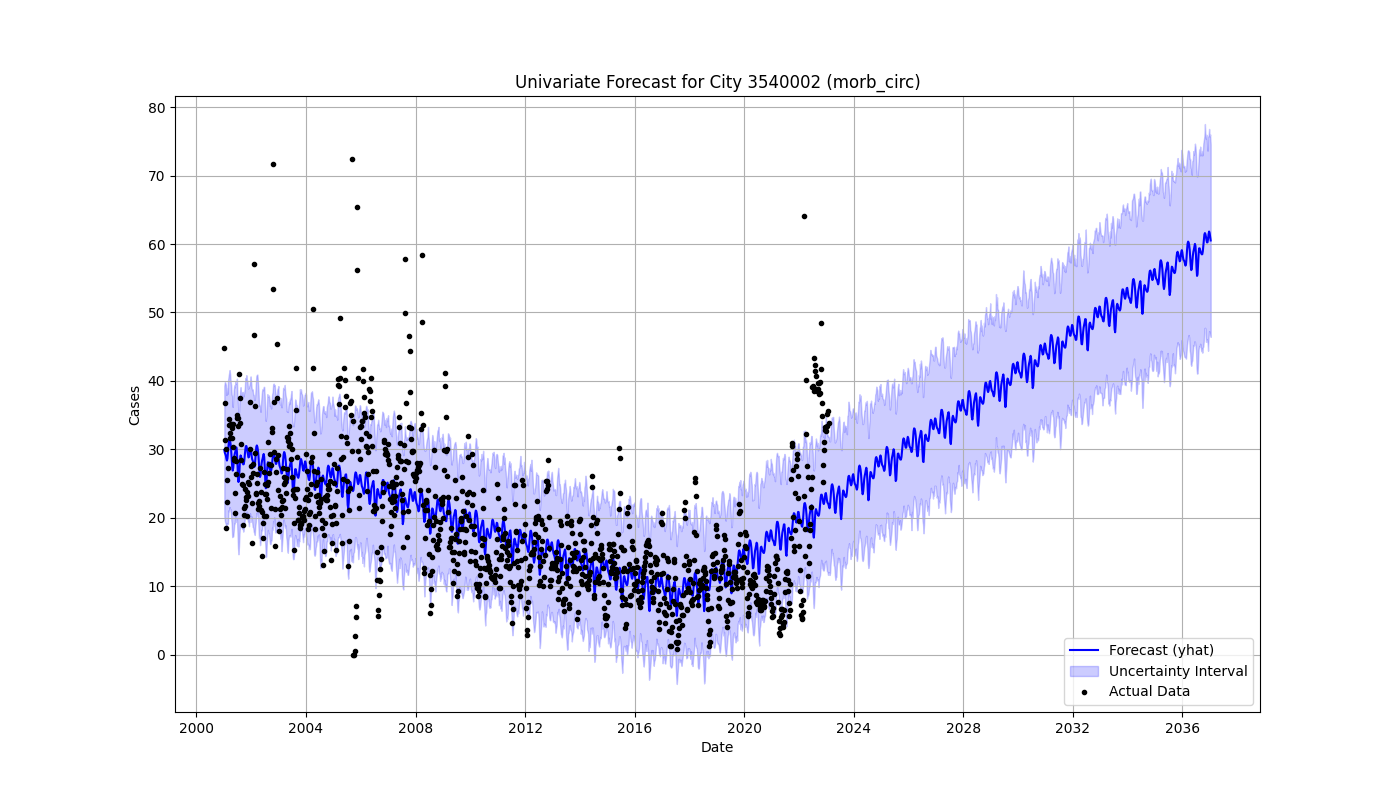 Univariate Forecast for City 3540002 (morb_circ)
80
70
60
50
40
30
20
10
0
Cases
2000 2004 2008 2012 2016 2020 2024 2028 2032 2036
Date
Forecast (yhat)
Uncertainty Interval
Actual Data